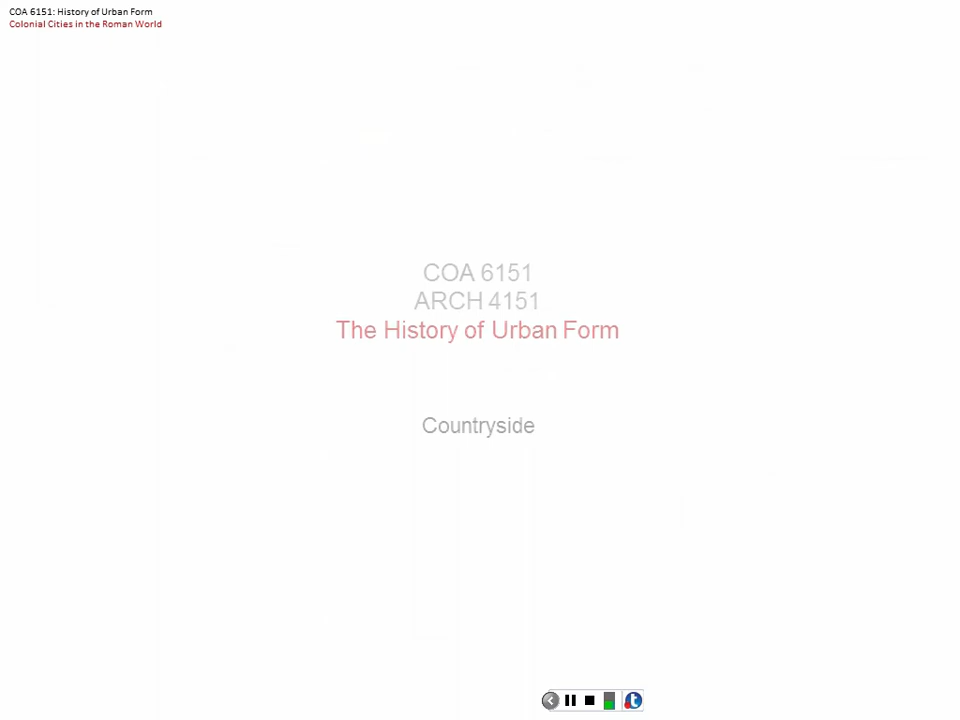 COA 6151: History of Urban Form
Colonial Cities in the Roman World
COA 6151
ARCH 4151
The History of Urban Form
Countryside